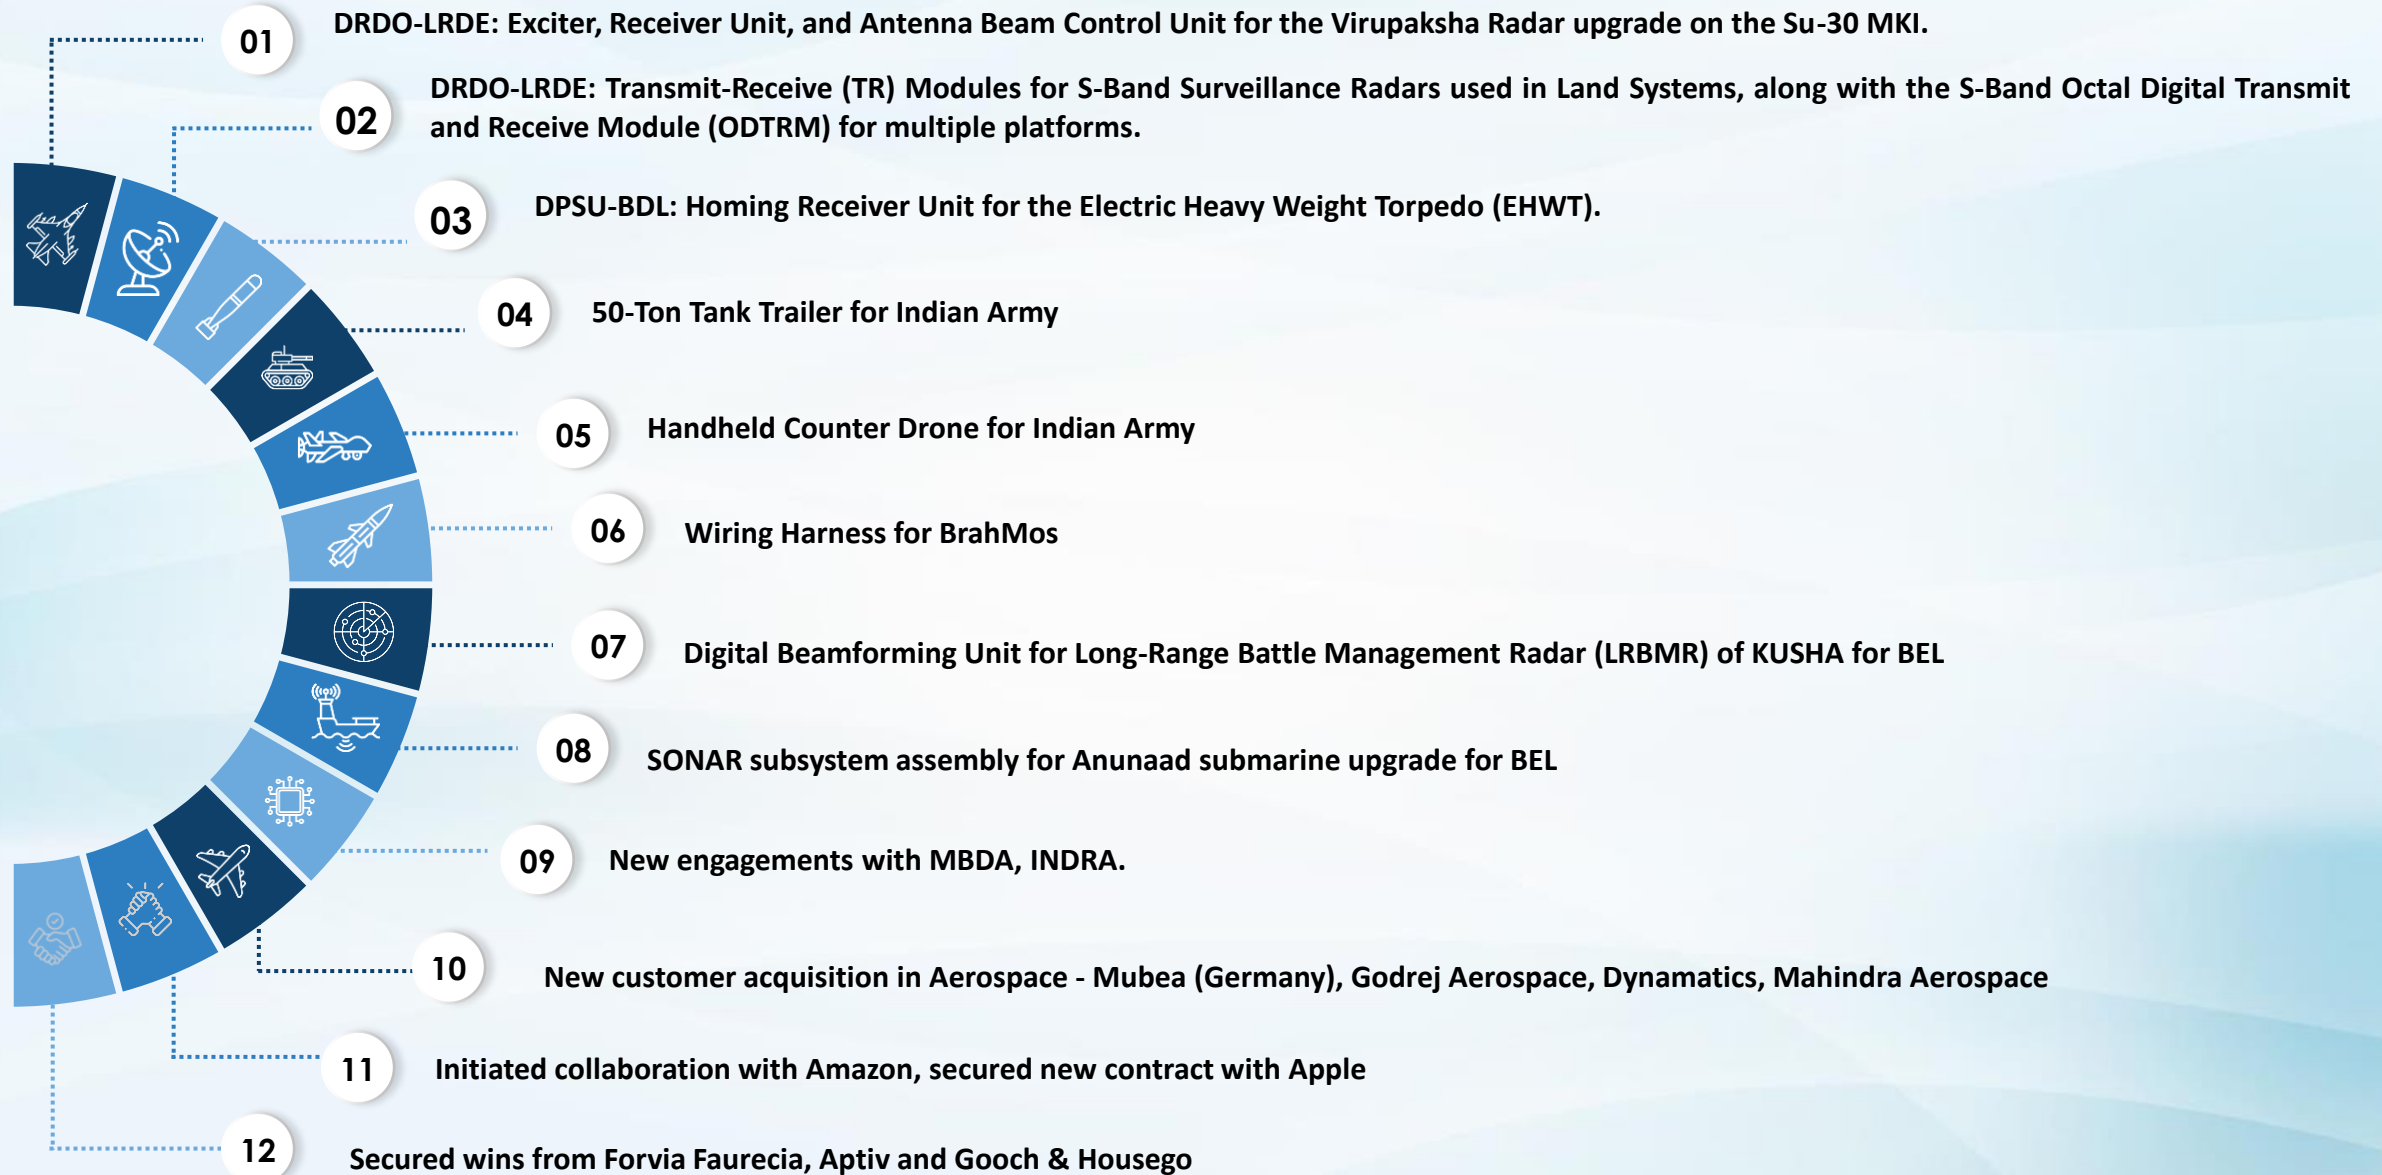 01
DRDO-LRDE: Exciter, Receiver Unit, and Antenna Beam Control Unit for the Virupaksha Radar upgrade on the Su-30 MKI.
02
DRDO-LRDE: Transmit-Receive (TR) Modules for S-Band Surveillance Radars used in Land Systems, along with the S-Band Octal Digital Transmit
and Receive Module (ODTRM) for multiple platforms.
03
DPSU-BDL: Homing Receiver Unit for the Electric Heavy Weight Torpedo (EHWT).
04
50-Ton Tank Trailer for Indian Army
05
Handheld Counter Drone for Indian Army
06
Wiring Harness for BrahMos
07
Digital Beamforming Unit for Long-Range Battle Management Radar (LRBMR) of KUSHA for BEL
08
SONAR subsystem assembly for Anunaad submarine upgrade for BEL
09
New engagements with MBDA, INDRA.
10
New customer acquisition in Aerospace - Mubea (Germany), Godrej Aerospace, Dynamatics, Mahindra Aerospace
11
Initiated collaboration with Amazon, secured new contract with Apple
12
Secured wins from Forvia Faurecia, Aptiv and Gooch & Housego